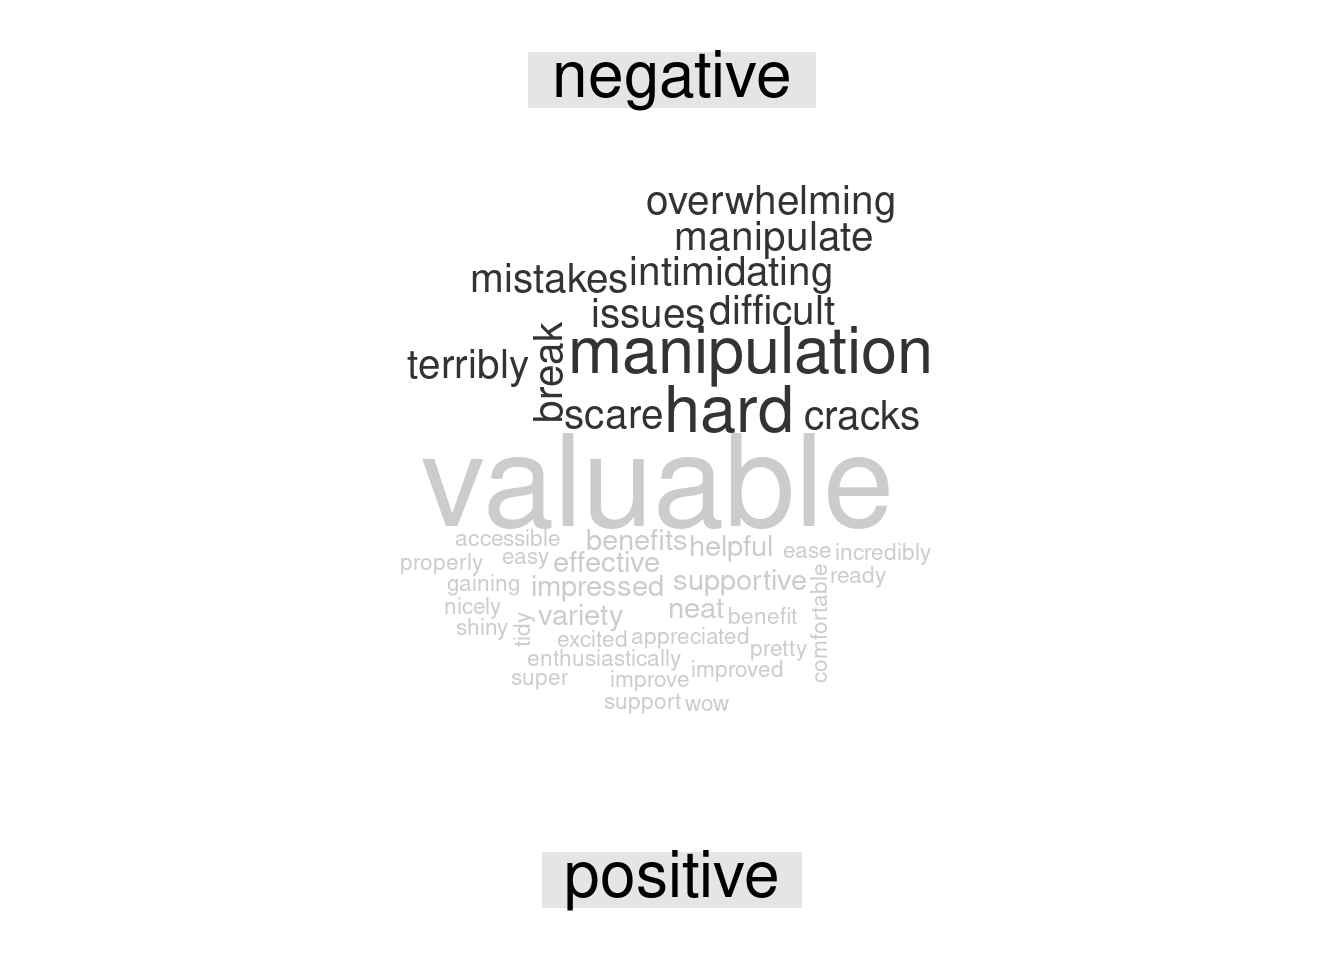 negative
overwhelming
manipulate
mistakes intimidating
issues difficult
break manipulation
terribly
scare hard cracks
valuable
accessible benefits helpful ease incredibly
properly easy effective
gaining impressed supportive comfortable ready
nicely variety neat benefit
shiny tidy excited appreciated pretty
enthusiastically improved
super improve
support wow
positive